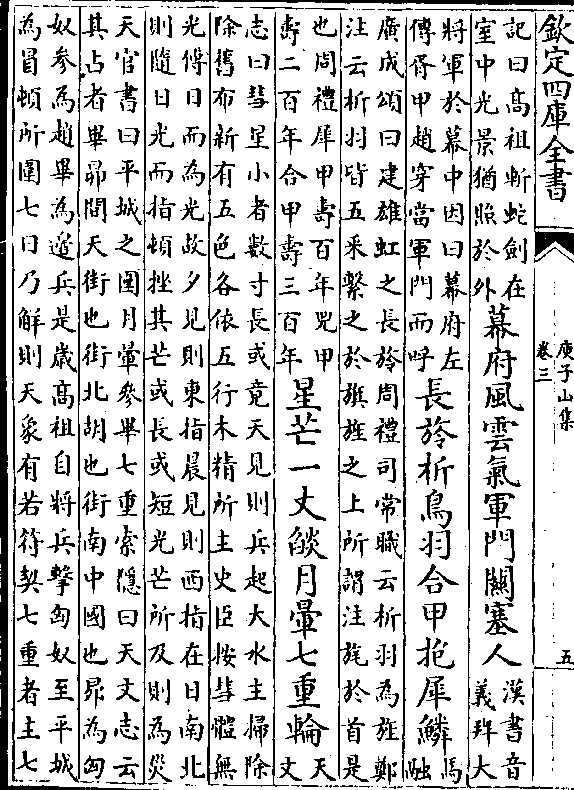 欽定四庫全書
庾子山集
卷三
五
記曰髙祖斬蛇劍在
室中光景猶照於外
幕府風雲氣軍門關塞人
漢書音
義拜大
將軍於幕中因曰幕府左
傳胥甲趙穿當軍門而呼
長旍析鳥羽合甲抱犀鱗
馬
融
廣成頌曰建雄虹之長旍周禮司常職云析羽為旌鄭
注云析羽皆五采繫之於旞旌之上所謂注旄於首是
也周禮犀甲壽百年兕甲
壽二百年合甲壽三百年
星芒一丈燄月暈七重輪
天
文
志曰彗星小者數寸長或竟天見則兵起大水主掃除
除舊布新有五色各依五行本精所主史臣按彗體無
光傅日而為光故夕見則東指晨見則西指在日南北
則隨日光而指頓挫其芒或長或短光芒所及則為災
天官書曰平城之圍月暈參畢七重索隱曰天文志云
其占者畢昴間天街也街北胡也街南中國也昴為匈
奴參為趙畢為邊兵是歲髙祖自將兵擊匈奴至平城
為冒頓所圍七日乃解則天象有若符契七重者主七